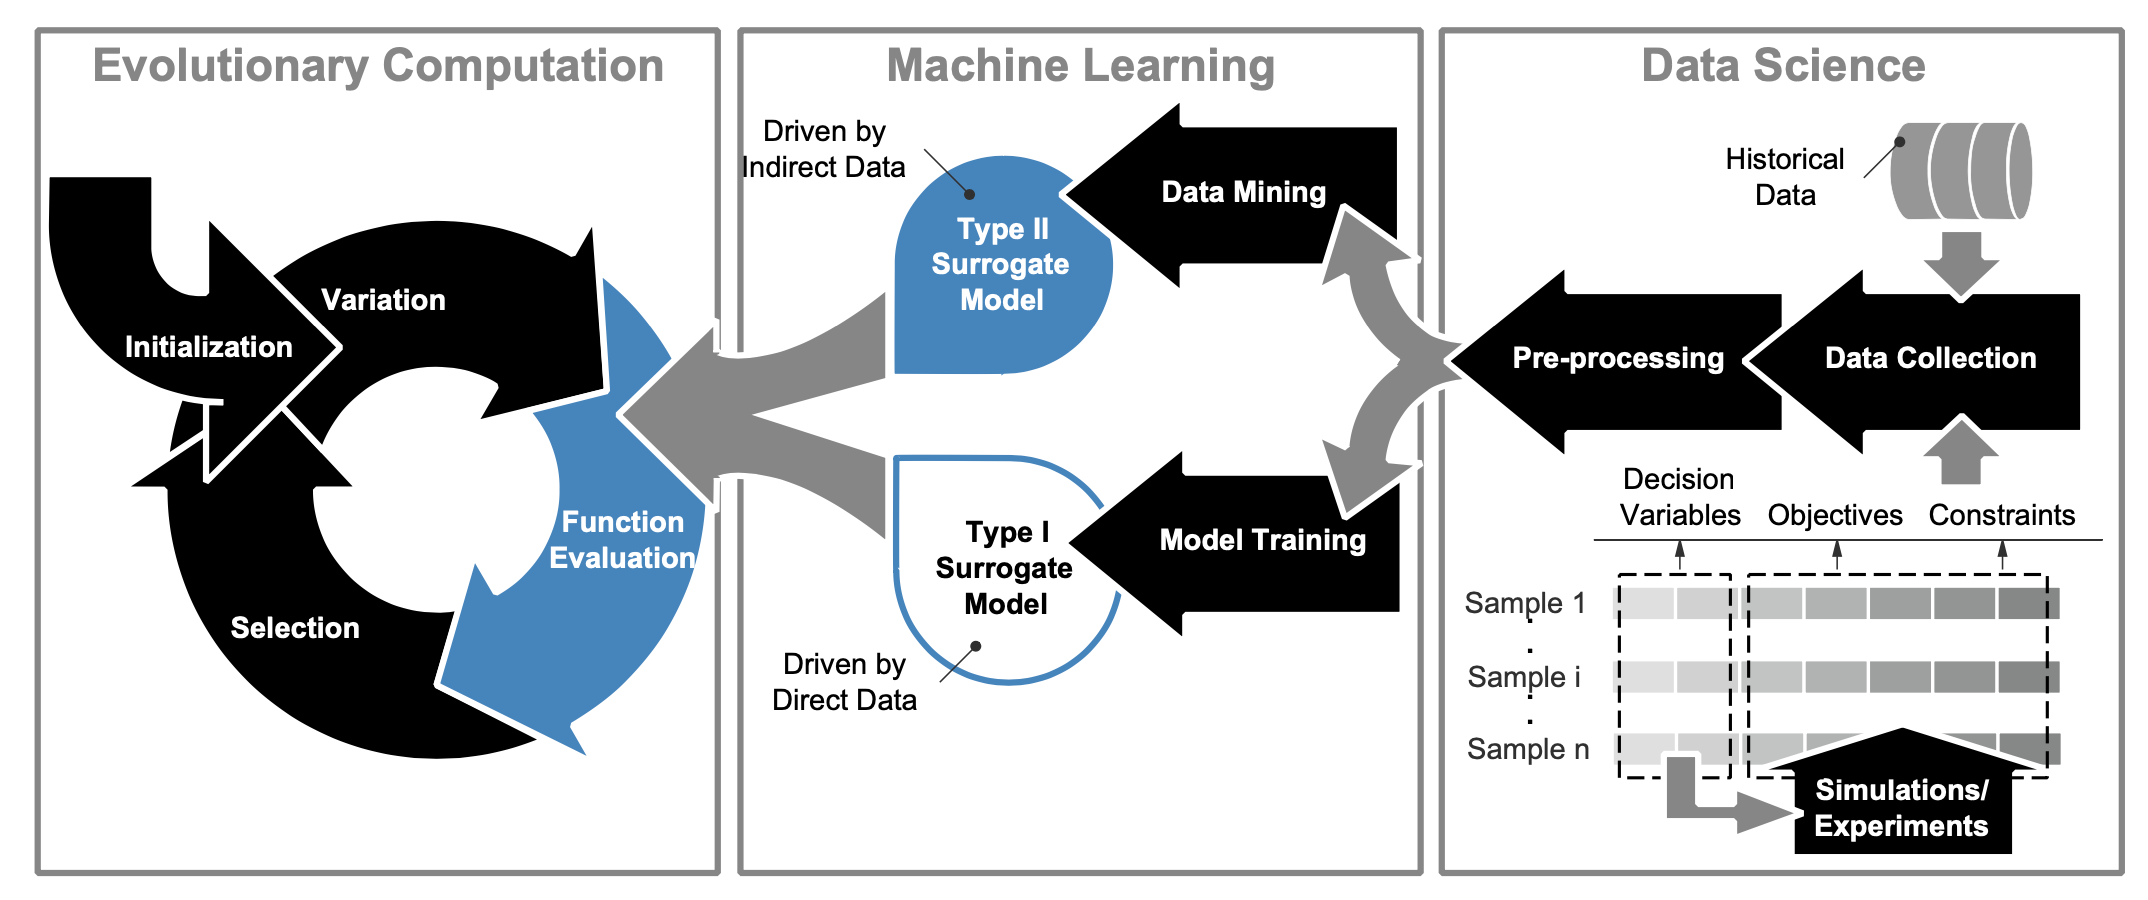 Evolutionary Computation
Initialization
Variation
Function
Evaluation
Selection
Machine Learning
Driven by
Indirect Data
Type II
Surrogate
Model
Data Mining
Type I
Surrogate
Model
Model Training
Driven by
Direct Data
Data Science
Historical
Data
Pre-processing
Data Collection
Decision
Variables
Objectives
Constraints
Sample 1
Sample i
Sample n
Simulations/
Experiments